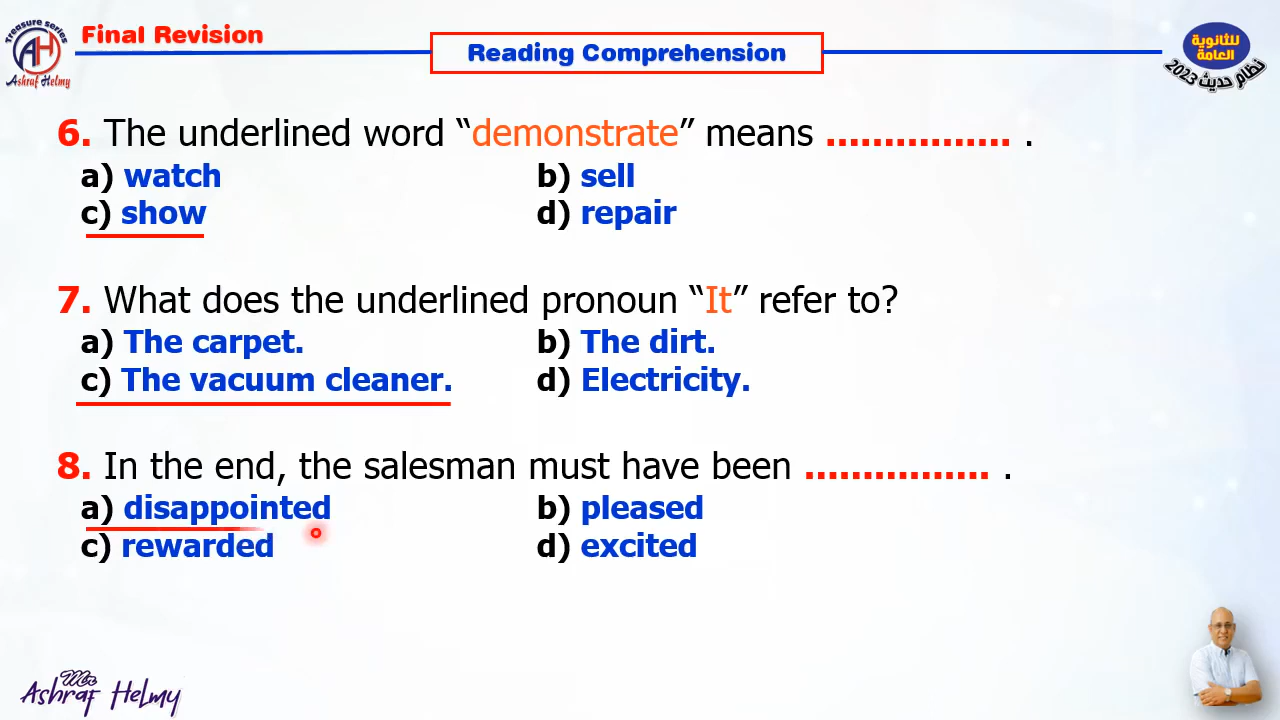 Treasure series
AH
Ashraf Helmy
Final Revision
Reading Comprehension
للثانوية
العامة
نظام حديث 2023
6. The underlined word “demonstrate” means ................ .
a) watch
b) sell
c) show
d) repair
7. What does the underlined pronoun “It” refer to?
a) The carpet.
b) The dirt.
c) The vacuum cleaner.
d) Electricity.
8. In the end, the salesman must have been ................ .
a) disappointed
b) pleased
c) rewarded
d) excited
Mr
Ashraf Helmy